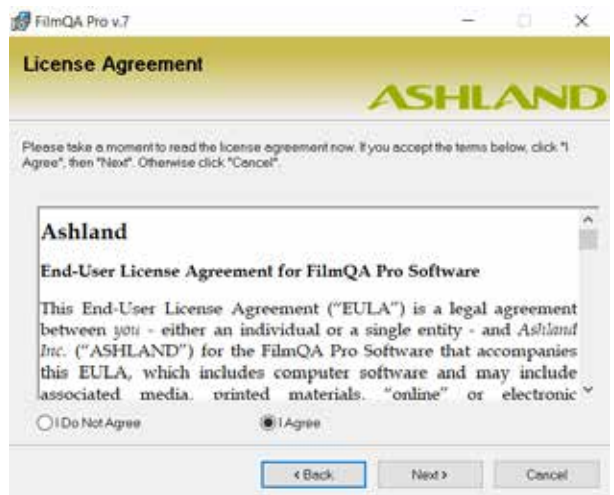 FilmQA Pro v.7
License Agreement
ASHLAND
Please take a moment to read the license agreement now. If you accept the terms below, click "I
Agree", then "Next". Otherwise click "Cancel".
Ashland
End-User License Agreement for FilmQA Pro Software
This End-User License Agreement ("EULA") is a legal agreement
between you - either an individual or a single entity - and Ashland
Inc. ("ASHLAND") for the FilmQA Pro Software that accompanies
this EULA, which includes computer software and may include
associated media, printed materials, "online" or electronic
I Do Not Agree
I Agree
< Back
Next >
Cancel